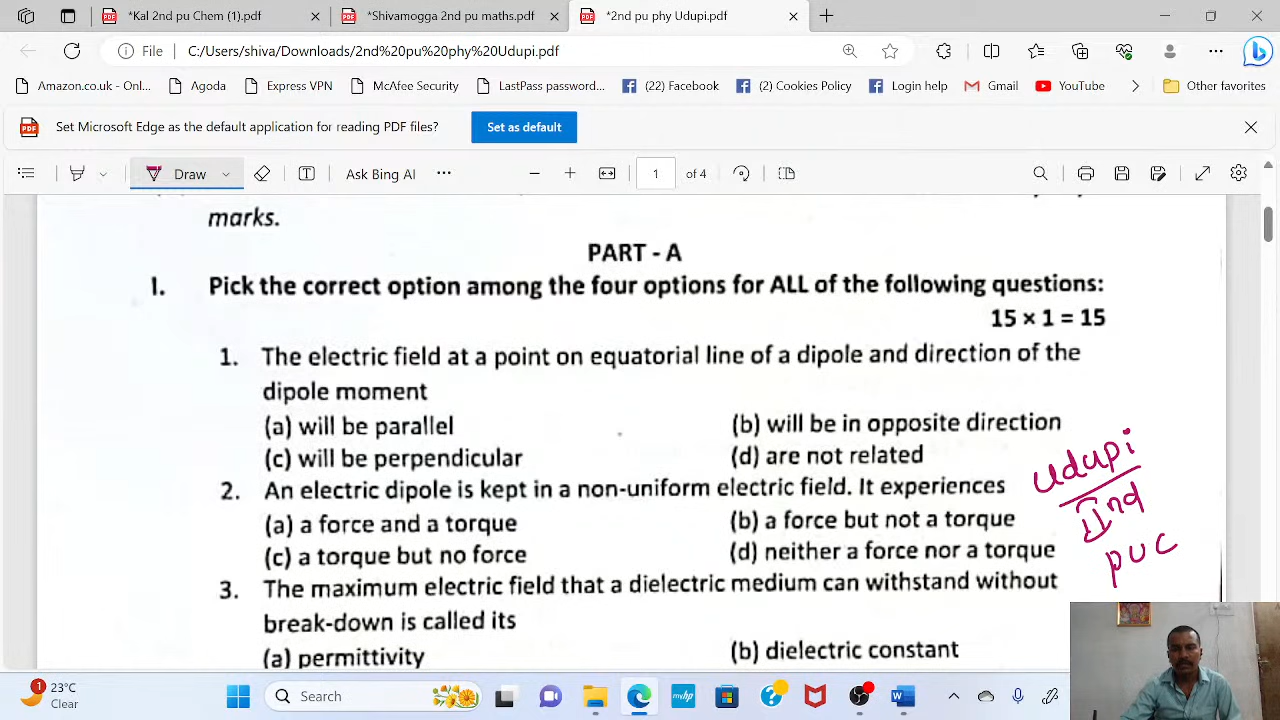 *2nd pu Chem (1).pdf
*Shivamogg 2nd pu maths.pdf
*2nd pu phy Udupi.pdf
File C:/Users/shiva/Downloads/2nd%20pu%20phy%20Udupi.pdf
Amazon.co.uk - Onl... Agoda Express VPN McAfee Security LastPass password... (22) Facebook (2) Cookies Policy Login help Gmail YouTube Other favorites
Set Microsoft Edge as the default application for reading PDF files? Set as default
Draw Ask Bing AI ... 1 of 4
marks.
PART - A
I. Pick the correct option among the four options for ALL of the following questions:
15 × 1 = 15
1. The electric field at a point on equatorial line of a dipole and direction of the
dipole moment
(a) will be parallel (b) will be in opposite direction
(c) will be perpendicular (d) are not related
2. An electric dipole is kept in a non-uniform electric field. It experiences
(a) a force and a torque (b) a force but not a torque
(c) a torque but no force (d) neither a force nor a torque
3. The maximum electric field that a dielectric medium can withstand without
break-down is called its
(a) permittivity (b) dielectric constant
Udupi
IInd
puc
1 23°C
Clear
Search
myhp